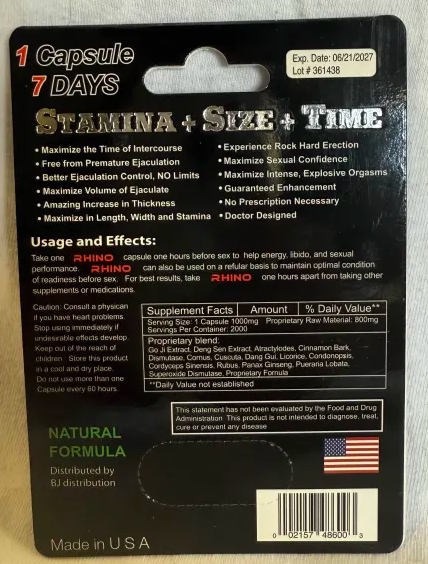 1 Capsule
7 DAYS
Exp. Date: 06/21/2027
Lot # 361438
STAMINA + SIZE + TIME
• Maximize the Time of Intercourse
• Free from Premature Ejaculation
• Better Ejaculation Control, NO Limits
• Maximize Volume of Ejaculate
• Amazing Increase in Thickness
• Maximize in Length, Width and Stamina
• Experience Rock Hard Erection
• Maximize Sexual Confidence
• Maximize Intense, Explosive Orgasms
• Guaranteed Enhancement
• No Prescription Necessary
• Doctor Designed
Usage and Effects:
Take one RHINO capsule one hours before sex to help energy, libido, and sexual
performance. RHINO can also be used on a refular basis to maintain optimal condition
of readiness before sex. For best results, take RHINO one hours apart from taking other
supplements or medications.
Caution: Consult a physican
if you have heart problems.
Stop using immediately if
undesirable effects develop.
Keep out of the reach of
children. Store this product
in a cool and dry place.
Do not use more than one
Capsule every 60 hours.
Supplement Facts Amount % Daily Value**
Serving Size: 1 Capsule 1000mg Proprietary Raw Material: 800mg
Servings Per Container: 2000
Proprietary blend:
Go Ji Extract, Deng Sen Extract, Atractylodes, Cinnamon Bark,
Dismutase, Cornus, Cuscuta, Dang Gui, Licorice, Condonopsis,
Cordyceps Sinensis, Rubus, Panax Ginseng, Pueraria Lobata,
Superoxide Dismutase, Proprietary Formula
**Daily Value not established
This statement has not been evaluated by the Food and Drug
Administration This product is not intended to diagnose, treat,
cure or prevent any disease
NATURAL
FORMULA
Distributed by
BJ distribution
Made in U S A
0 02157 48600 3